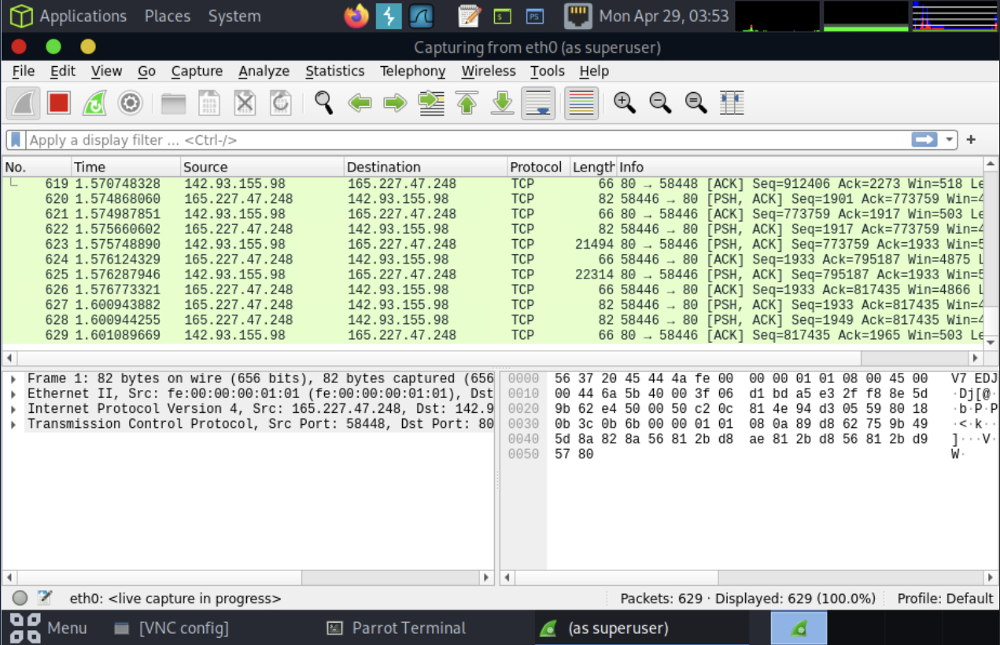 Applications Places System Mon Apr 29, 03:53
Capturing from eth0 (as superuser)
File Edit View Go Capture Analyze Statistics Telephony Wireless Tools Help
Apply a display filter ... <Ctrl-/> +
No. Time Source Destination Protocol Length Info
619 1.570748328 142.93.155.98 165.227.47.248 TCP 66 80 → 58448 [ACK] Seq=912406 Ack=2273 Win=518 Le
620 1.574868060 165.227.47.248 142.93.155.98 TCP 82 58446 → 80 [PSH, ACK] Seq=1901 Ack=773759 Win=4
621 1.574987851 142.93.155.98 165.227.47.248 TCP 66 80 → 58446 [ACK] Seq=773759 Ack=1917 Win=503 Le
622 1.575660602 165.227.47.248 142.93.155.98 TCP 82 58446 → 80 [PSH, ACK] Seq=1917 Ack=773759 Win=4
623 1.575748890 142.93.155.98 165.227.47.248 TCP 21494 80 → 58446 [PSH, ACK] Seq=773759 Ack=1933 Win=5
624 1.576124329 165.227.47.248 142.93.155.98 TCP 66 58446 → 80 [ACK] Seq=1933 Ack=795187 Win=4875 L
625 1.576287946 142.93.155.98 165.227.47.248 TCP 22314 80 → 58446 [PSH, ACK] Seq=795187 Ack=1933 Win=5
626 1.576773321 165.227.47.248 142.93.155.98 TCP 66 58446 → 80 [ACK] Seq=1933 Ack=817435 Win=4866 L
627 1.600943882 165.227.47.248 142.93.155.98 TCP 82 58446 → 80 [PSH, ACK] Seq=1933 Ack=817435 Win=4
628 1.600944255 165.227.47.248 142.93.155.98 TCP 82 58446 → 80 [PSH, ACK] Seq=1949 Ack=817435 Win=4
629 1.601089669 142.93.155.98 165.227.47.248 TCP 66 80 → 58446 [ACK] Seq=817435 Ack=1965 Win=503 Le
Frame 1: 82 bytes on wire (656 bits), 82 bytes captured (656
Ethernet II, Src: fe:00:00:00:01:01 (fe:00:00:00:01:01), Dst
Internet Protocol Version 4, Src: 165.227.47.248, Dst: 142.9
Transmission Control Protocol, Src Port: 58448, Dst Port: 80
0000 56 37 20 45 44 4a fe 00 00 00 01 01 08 00 45 00 V7 EDJ
0010 00 44 6a 5b 40 00 3f 06 d1 bd a5 e3 2f f8 8e 5d ·Dj[@·
0020 9b 62 e4 50 00 50 c2 0c 81 4e 94 d3 05 59 80 18 ·b·P·P
0030 0b 3c 0b 6b 00 00 01 01 08 0a 89 d8 62 75 9b 49 ·<·k··
0040 5d 8a 82 8a 56 81 2b d8 ae 81 2b d8 56 81 2b d9 ]···V·
0050 57 80 W·
eth0: <live capture in progress> Packets: 629 · Displayed: 629 (100.0%) Profile: Default
Menu [VNC config] Parrot Terminal (as superuser)